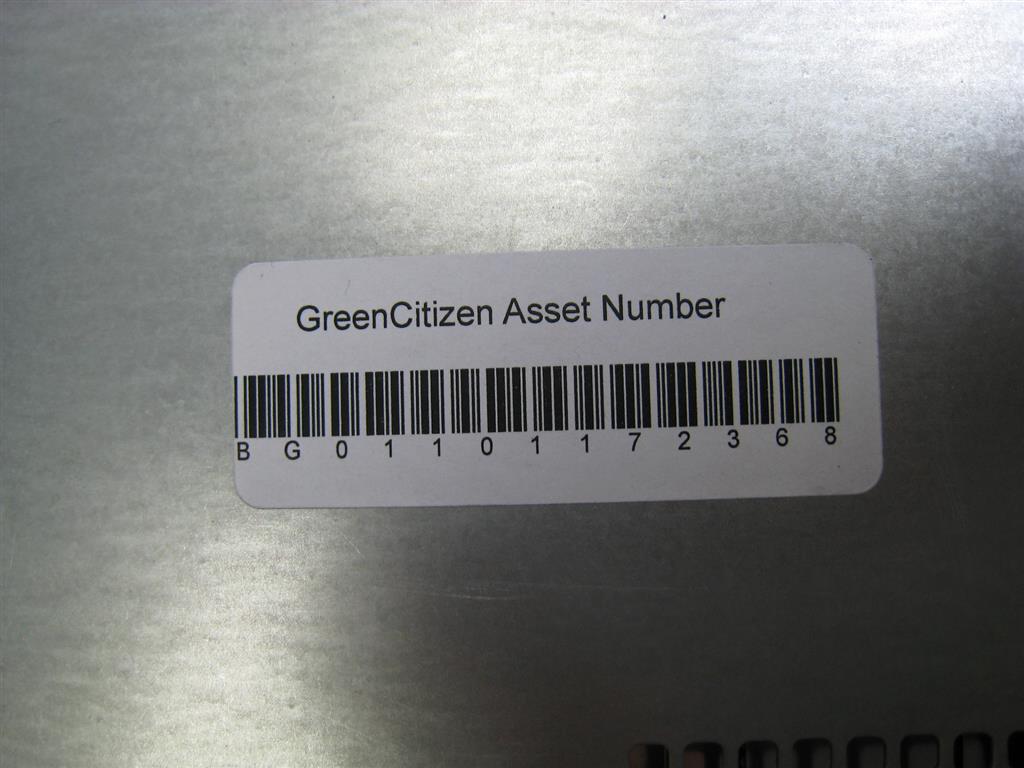 GreenCitizen Asset Number
B G 0 1 1 0 1 1 7 2 3 6 8